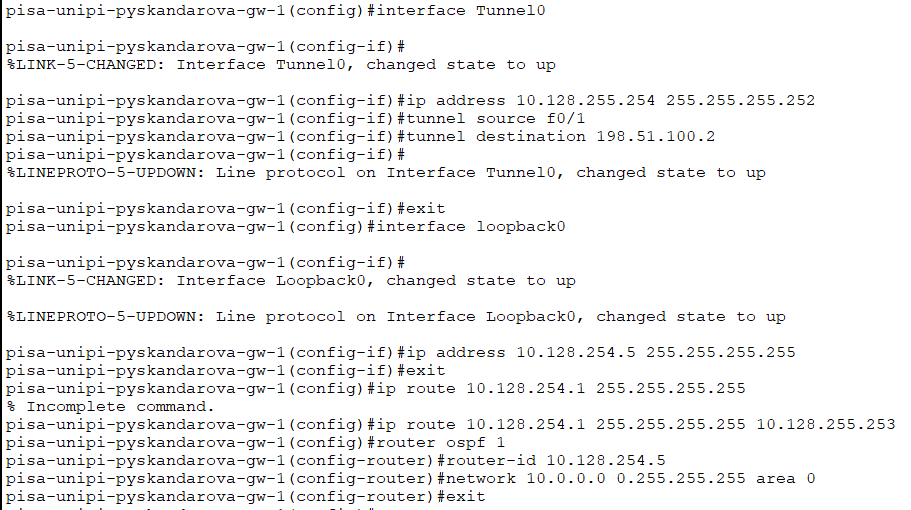 pisa-unipi-pyskandarova-gw-1(config)#interface Tunnel0
pisa-unipi-pyskandarova-gw-1(config-if)#
%LINK-5-CHANGED: Interface Tunnel0, changed state to up
pisa-unipi-pyskandarova-gw-1(config-if)#ip address 10.128.255.254 255.255.255.252
pisa-unipi-pyskandarova-gw-1(config-if)#tunnel source f0/1
pisa-unipi-pyskandarova-gw-1(config-if)#tunnel destination 198.51.100.2
pisa-unipi-pyskandarova-gw-1(config-if)#
%LINEPROTO-5-UPDOWN: Line protocol on Interface Tunnel0, changed state to up
pisa-unipi-pyskandarova-gw-1(config-if)#exit
pisa-unipi-pyskandarova-gw-1(config)#interface loopback0
pisa-unipi-pyskandarova-gw-1(config-if)#
%LINK-5-CHANGED: Interface Loopback0, changed state to up
%LINEPROTO-5-UPDOWN: Line protocol on Interface Loopback0, changed state to up
pisa-unipi-pyskandarova-gw-1(config-if)#ip address 10.128.254.5 255.255.255.255
pisa-unipi-pyskandarova-gw-1(config-if)#exit
pisa-unipi-pyskandarova-gw-1(config)#ip route 10.128.254.1 255.255.255.255
% Incomplete command.
pisa-unipi-pyskandarova-gw-1(config)#ip route 10.128.254.1 255.255.255.255 10.128.255.253
pisa-unipi-pyskandarova-gw-1(config)#router ospf 1
pisa-unipi-pyskandarova-gw-1(config-router)#router-id 10.128.254.5
pisa-unipi-pyskandarova-gw-1(config-router)#network 10.0.0.0 0.255.255.255 area 0
pisa-unipi-pyskandarova-gw-1(config-router)#exit